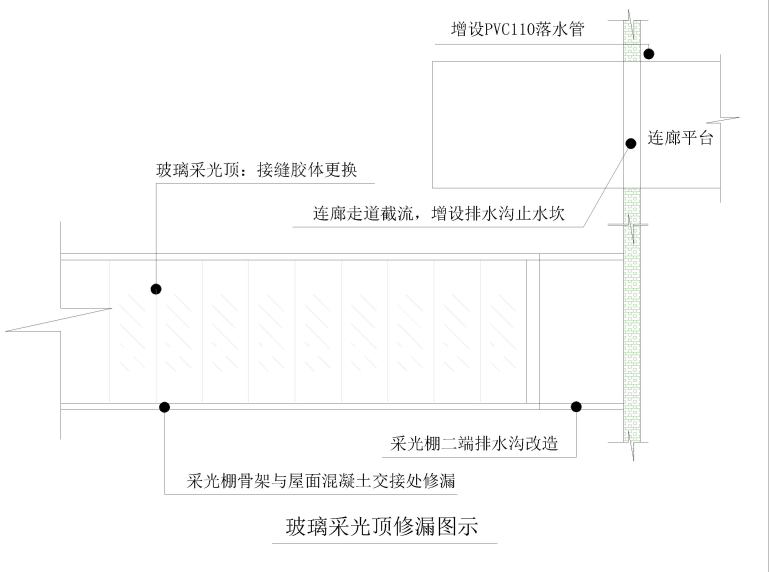 增设PVC110落水管
连廊平台
玻璃采光顶：接缝胶体更换
连廊走道截流，增设排水沟止水坎
采光棚二端排水沟改造
采光棚骨架与屋面混凝土交接处修漏
玻璃采光顶修漏图示